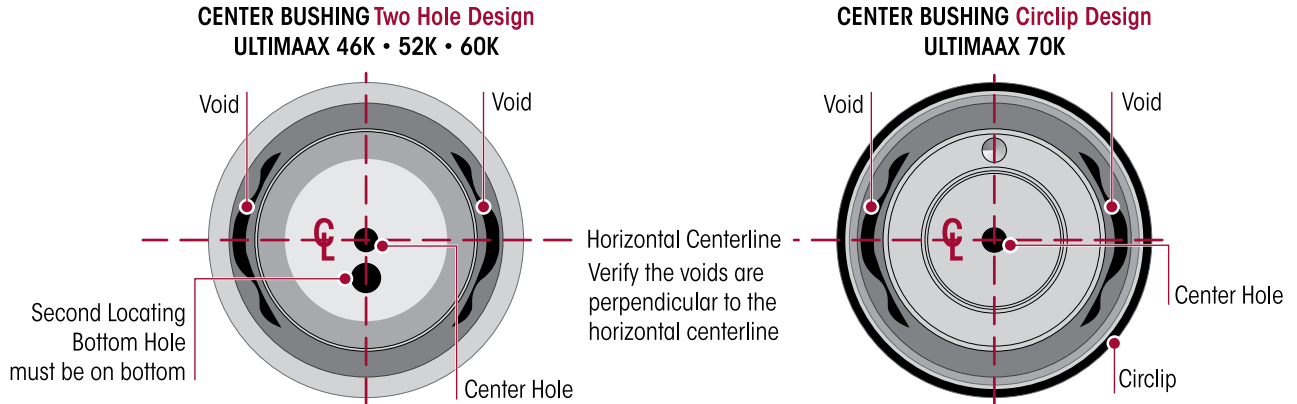 CENTER BUSHING Two Hole Design
ULTIMAAX 46K • 52K • 60K
Void
Void
℄
Second Locating
Bottom Hole
must be on bottom
Center Hole
Horizontal Centerline
Verify the voids are
perpendicular to the
horizontal centerline
CENTER BUSHING Circlip Design
ULTIMAAX 70K
Void
Void
℄
Center Hole
Circlip